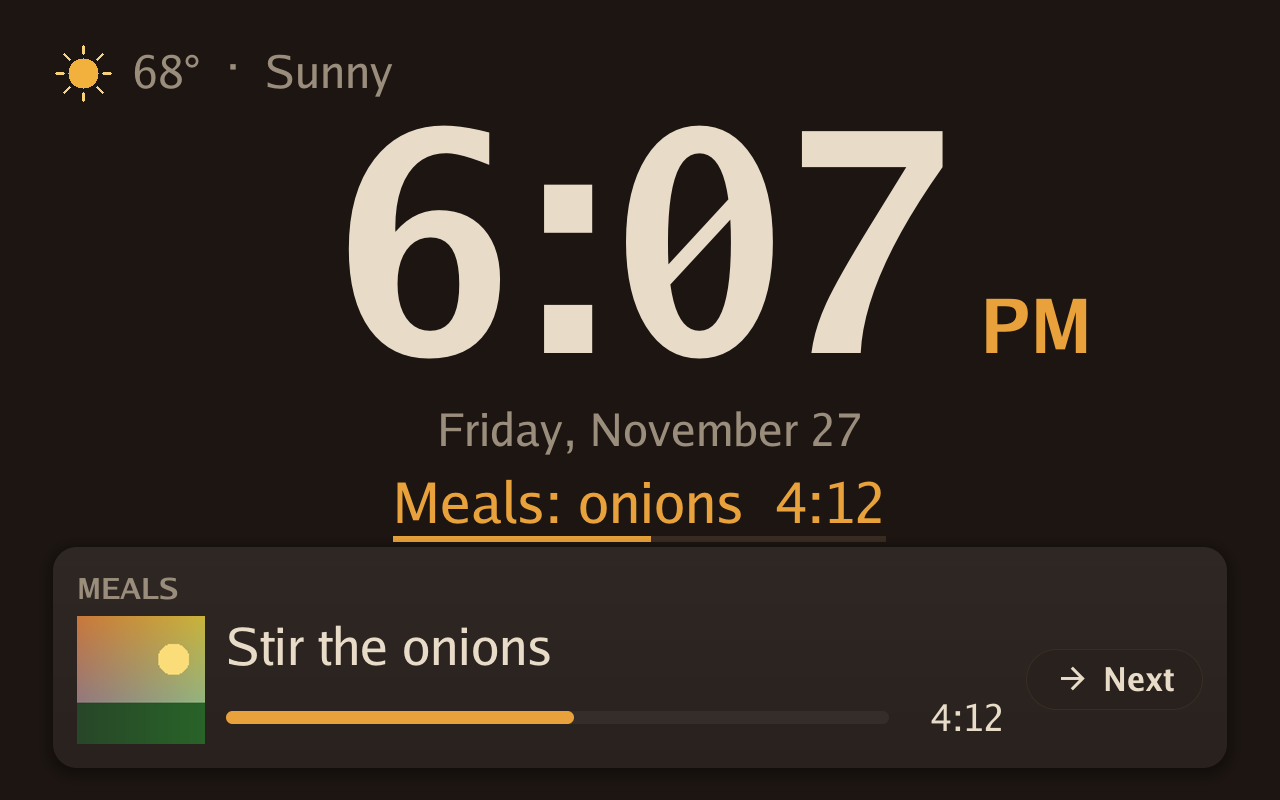 68° · Sunny
6:07 PM
Friday, November 27
Meals: onions 4:12
MEALS
Stir the onions
4:12
→ Next